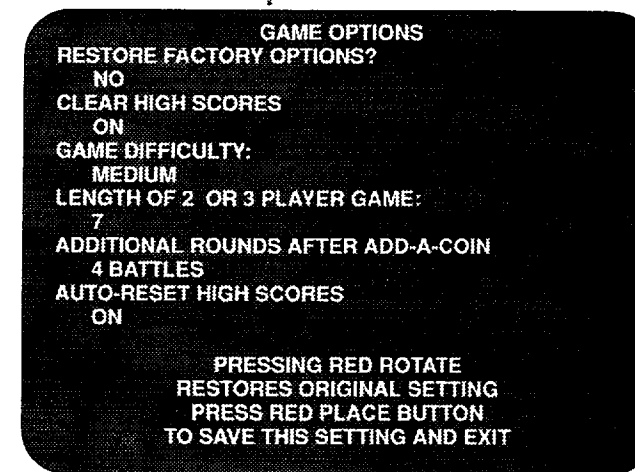 GAME OPTIONS
RESTORE FACTORY OPTIONS?
NO
CLEAR HIGH SCORES
ON
GAME DIFFICULTY:
MEDIUM
LENGTH OF 2 OR 3 PLAYER GAME:
7
ADDITIONAL ROUNDS AFTER ADD-A-COIN
4 BATTLES
AUTO-RESET HIGH SCORES
ON
PRESSING RED ROTATE
RESTORES ORIGINAL SETTING
PRESS RED PLACE BUTTON
TO SAVE THIS SETTING AND EXIT